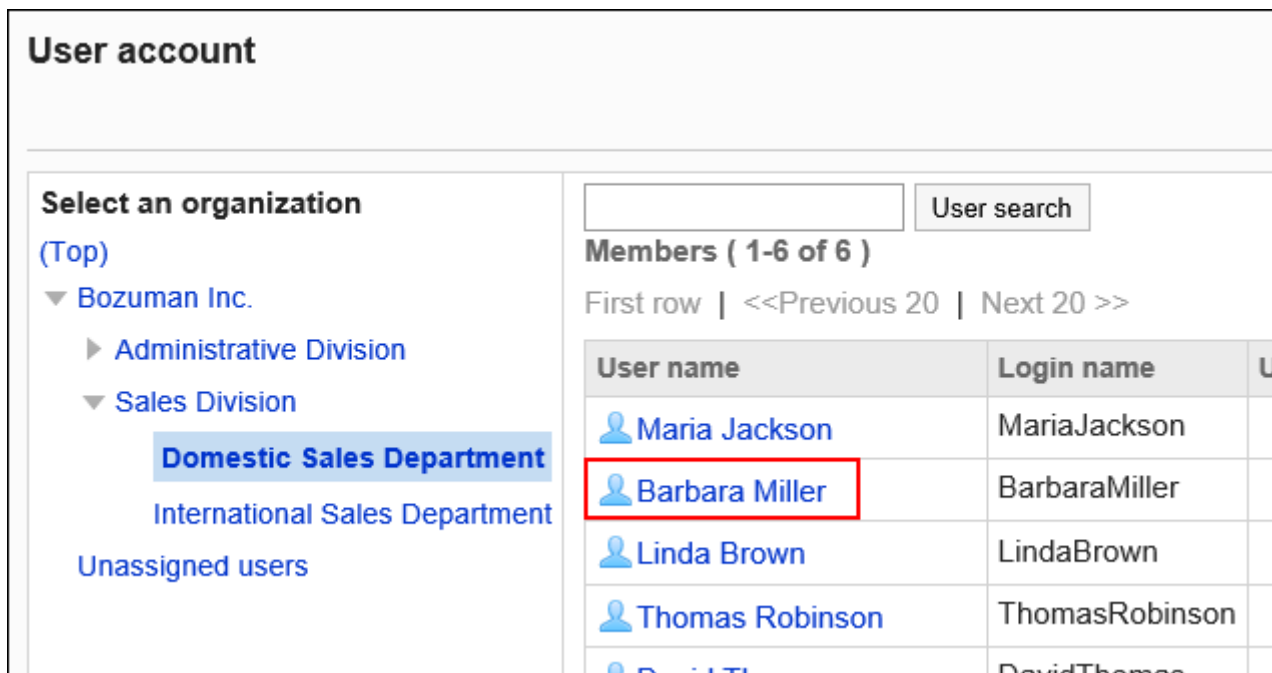 User account
Select an organization
(Top)
Bozuman Inc.
Administrative Division
Sales Division
Domestic Sales Department
International Sales Department
Unassigned users
User search
Members ( 1-6 of 6 )
First row | <<Previous 20 | Next 20 >>
User name Login name U
Maria Jackson MariaJackson
Barbara Miller BarbaraMiller
Linda Brown LindaBrown
Thomas Robinson ThomasRobinson
DavidThomas